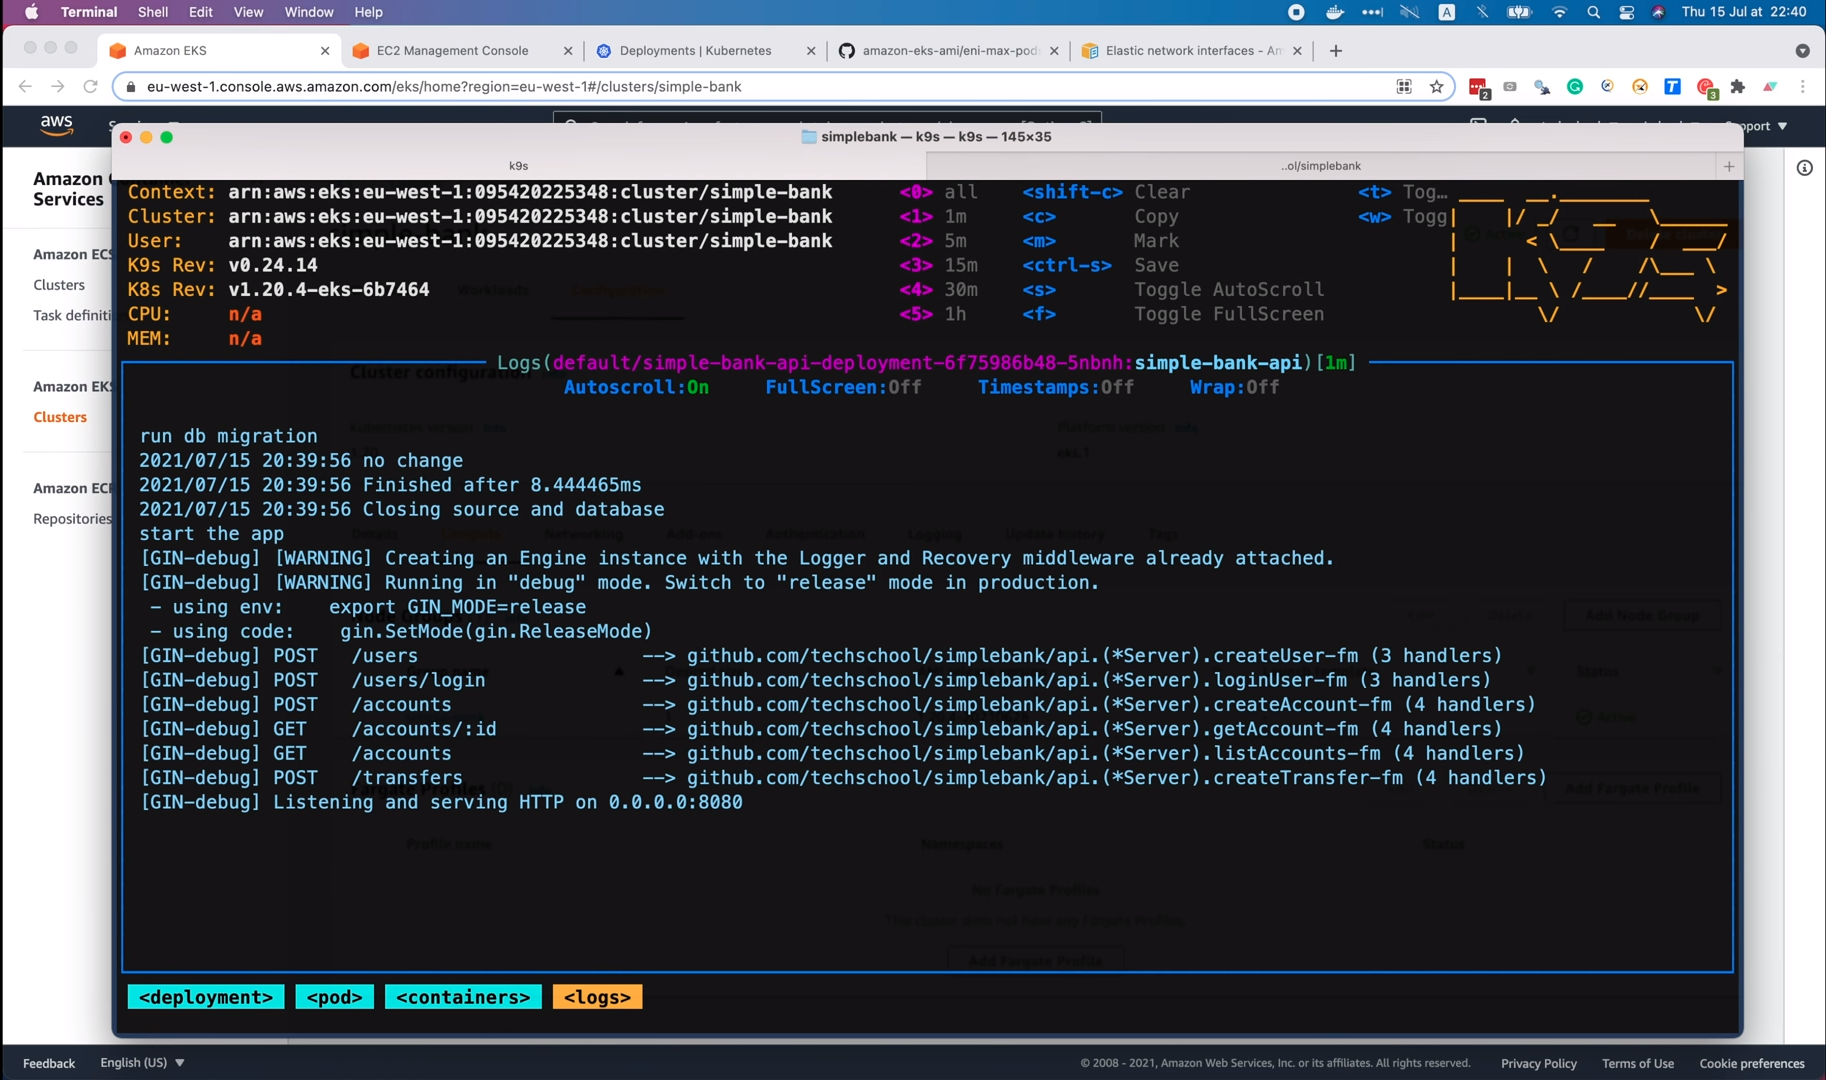 Terminal Shell Edit View Window Help A Thu 15 Jul at 22:40
Amazon EKS EC2 Management Console Deployments | Kubernetes amazon-eks-ami/eni-max-pods Elastic network interfaces - Am
eu-west-1.console.aws.amazon.com/eks/home?region=eu-west-1#/clusters/simple-bank
aws
simplebank — k9s — k9s — 145×35
k9s ..ol/simplebank
Amazon
Services
Amazon ECS
Clusters
Task definiti
Amazon EKS
Clusters
Amazon ECR
Repositories
Context: arn:aws:eks:eu-west-1:095420225348:cluster/simple-bank <0> all <shift-c> Clear <t> Tog…
Cluster: arn:aws:eks:eu-west-1:095420225348:cluster/simple-bank <1> 1m <c> Copy <w> Togg
User: arn:aws:eks:eu-west-1:095420225348:cluster/simple-bank <2> 5m <m> Mark
K9s Rev: v0.24.14 <3> 15m <ctrl-s> Save
K8s Rev: v1.20.4-eks-6b7464 <4> 30m <s> Toggle AutoScroll
CPU: n/a <5> 1h <f> Toggle FullScreen
MEM: n/a
Logs(default/simple-bank-api-deployment-6f75986b48-5nbnh:simple-bank-api)[1m]
Autoscroll:On FullScreen:Off Timestamps:Off Wrap:Off
run db migration
2021/07/15 20:39:56 no change
2021/07/15 20:39:56 Finished after 8.444465ms
2021/07/15 20:39:56 Closing source and database
start the app
[GIN-debug] [WARNING] Creating an Engine instance with the Logger and Recovery middleware already attached.
[GIN-debug] [WARNING] Running in "debug" mode. Switch to "release" mode in production.
- using env: export GIN_MODE=release
- using code: gin.SetMode(gin.ReleaseMode)
[GIN-debug] POST /users --> github.com/techschool/simplebank/api.(*Server).createUser-fm (3 handlers)
[GIN-debug] POST /users/login --> github.com/techschool/simplebank/api.(*Server).loginUser-fm (3 handlers)
[GIN-debug] POST /accounts --> github.com/techschool/simplebank/api.(*Server).createAccount-fm (4 handlers)
[GIN-debug] GET /accounts/:id --> github.com/techschool/simplebank/api.(*Server).getAccount-fm (4 handlers)
[GIN-debug] GET /accounts --> github.com/techschool/simplebank/api.(*Server).listAccounts-fm (4 handlers)
[GIN-debug] POST /transfers --> github.com/techschool/simplebank/api.(*Server).createTransfer-fm (4 handlers)
[GIN-debug] Listening and serving HTTP on 0.0.0.0:8080
<deployment> <pod> <containers> <logs>
Feedback English (US) © 2008 - 2021, Amazon Web Services, Inc. or its affiliates. All rights reserved. Privacy Policy Terms of Use Cookie preferences